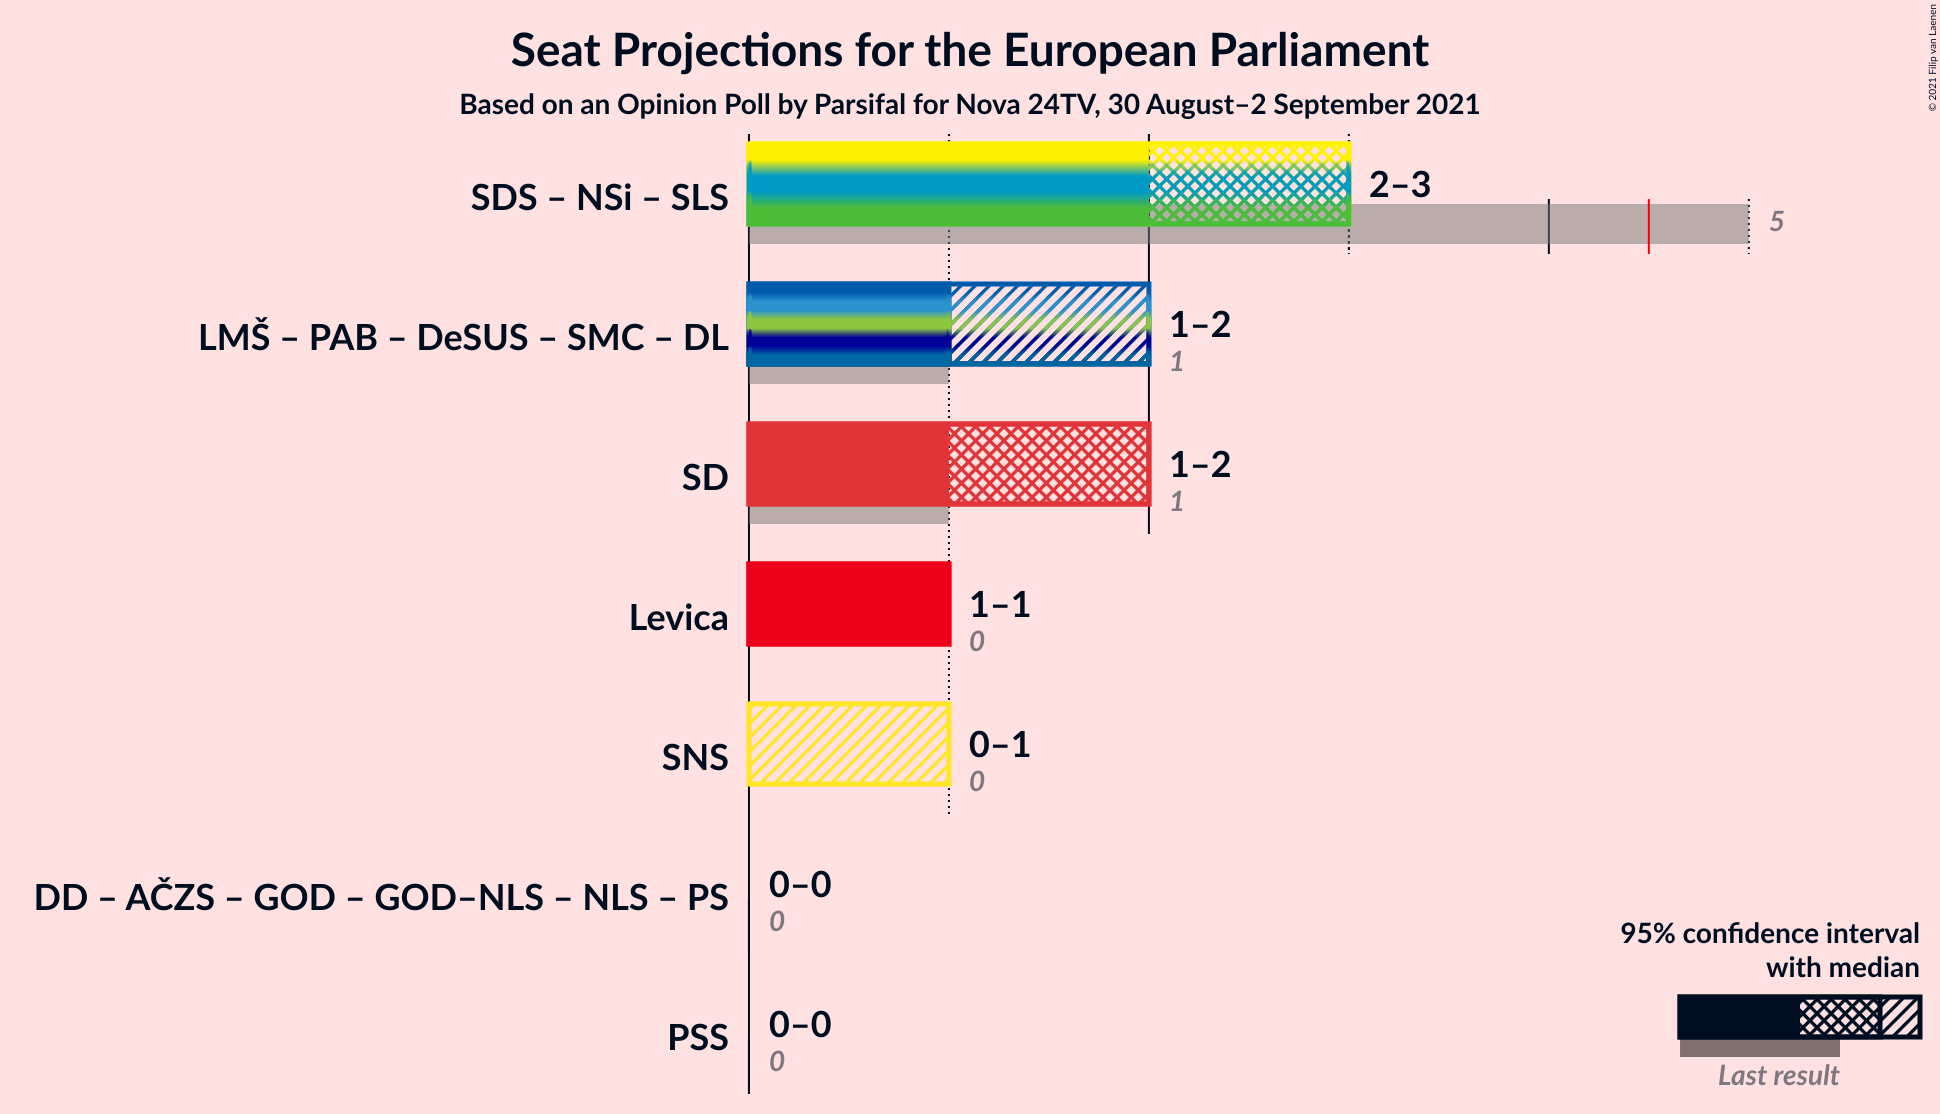 Seat Projections for the European Parliament
Based on an Opinion Poll by Parsifal for Nova 24TV, 30 August–2 September 2021
© 2021 Filip van Laenen
SDS – NSi – SLS
2–3
5
LMŠ – PAB – DeSUS – SMC – DL
1–2
1
SD
1–2
1
Levica
1–1
0
SNS
0–1
0
DD – AČZS – GOD – GOD–NLS – NLS – PS
0–0
0
PSS
0–0
0
95% confidence interval
with median
Last result